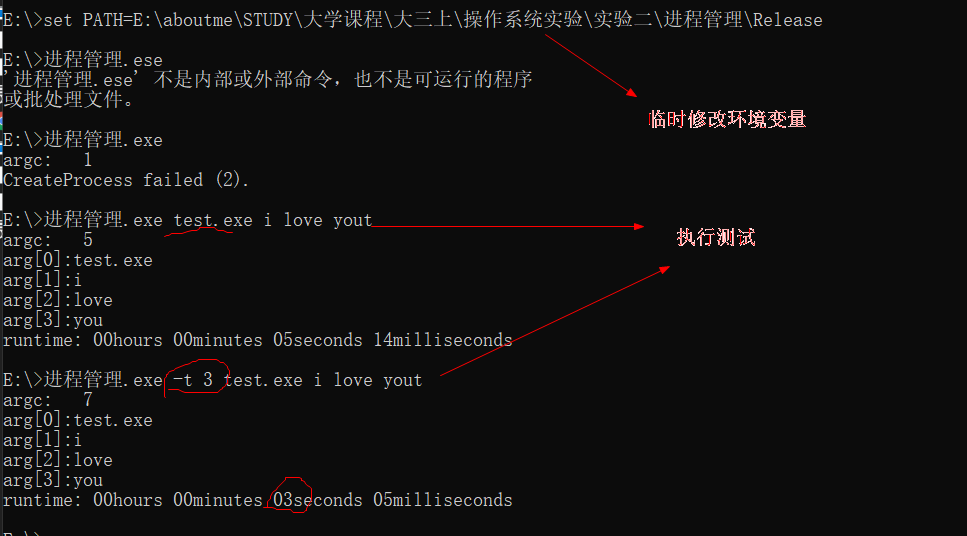 E:\>set PATH=E:\aboutme\STUDY\大学课程\大三上\操作系统实验\实验二\进程管理\Release
E:\>进程管理.ese
'进程管理.ese' 不是内部或外部命令，也不是可运行的程序
或批处理文件。
临时修改环境变量
E:\>进程管理.exe
argc:   1
CreateProcess failed (2).
E:\>进程管理.exe test.exe i love yout
执行测试
argc:   5
arg[0]:test.exe
arg[1]:i
arg[2]:love
arg[3]:you
runtime: 00hours 00minutes 05seconds 14milliseconds
E:\>进程管理.exe -t 3 test.exe i love yout
argc:   7
arg[0]:test.exe
arg[1]:i
arg[2]:love
arg[3]:you
runtime: 00hours 00minutes 03seconds 05milliseconds
E:\>